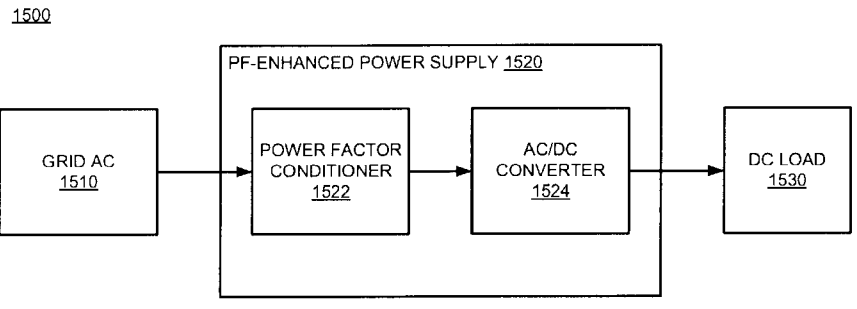 1500
PF-ENHANCED POWER SUPPLY 1520
GRID AC
1510
POWER FACTOR
CONDITIONER
1522
AC/DC
CONVERTER
1524
DC LOAD
1530